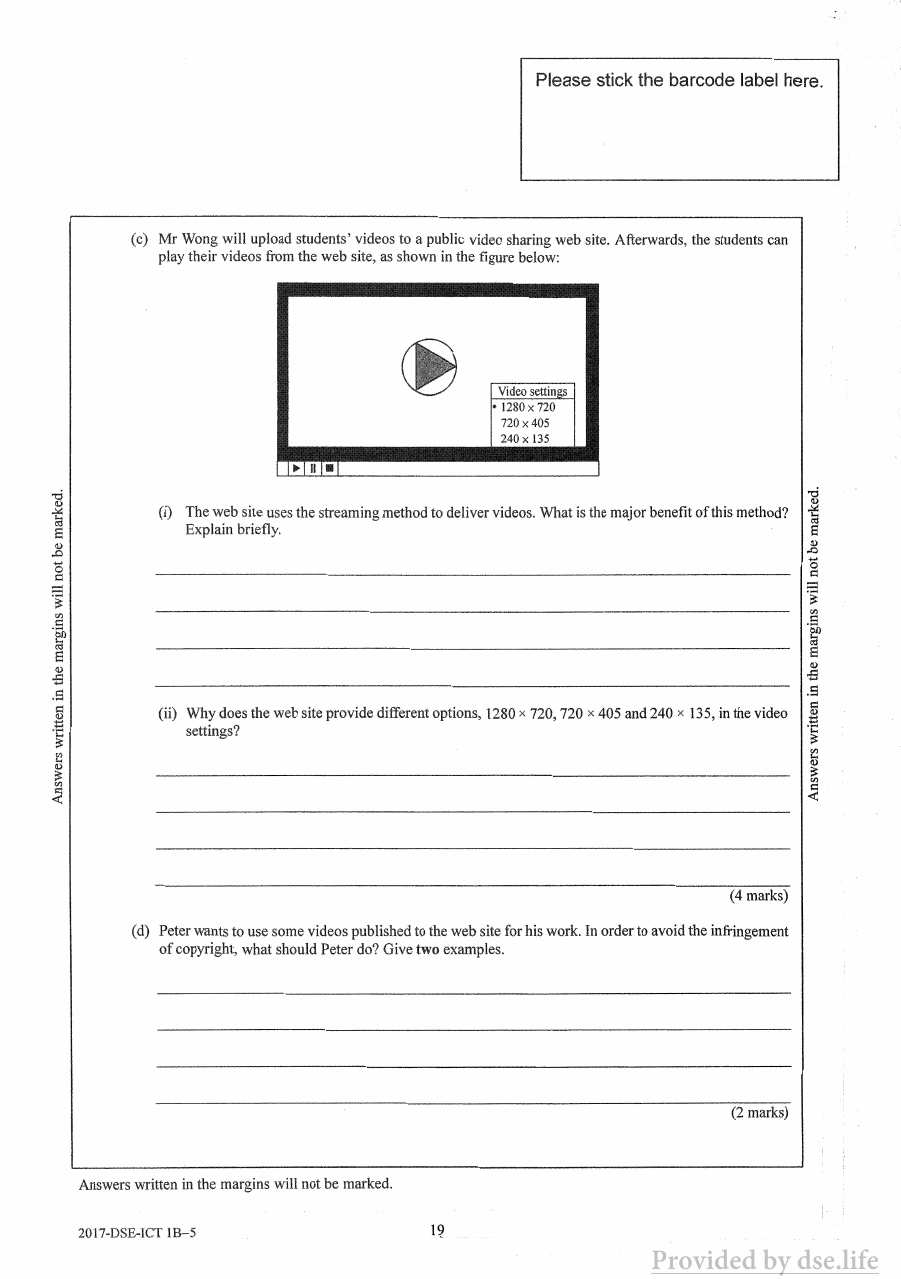 Please stick the barcode label here.
(c) Mr Wong will upload students' videos to a public video sharing web site. Afterwards, the students can
play their videos from the web site, as shown in the figure below:
Video settings
• 1280 x 720
720 x 405
240 x 135
(i) The web site uses the streaming method to deliver videos. What is the major benefit of this method?
Explain briefly.
(ii) Why does the web site provide different options, 1280 × 720, 720 × 405 and 240 × 135, in the video
settings?
(4 marks)
(d) Peter wants to use some videos published to the web site for his work. In order to avoid the infringement
of copyright, what should Peter do? Give two examples.
(2 marks)
Answers written in the margins will not be marked.
Answers written in the margins will not be marked.
Answers written in the margins will not be marked.
2017-DSE-ICT 1B–5
19
Provided by dse.life